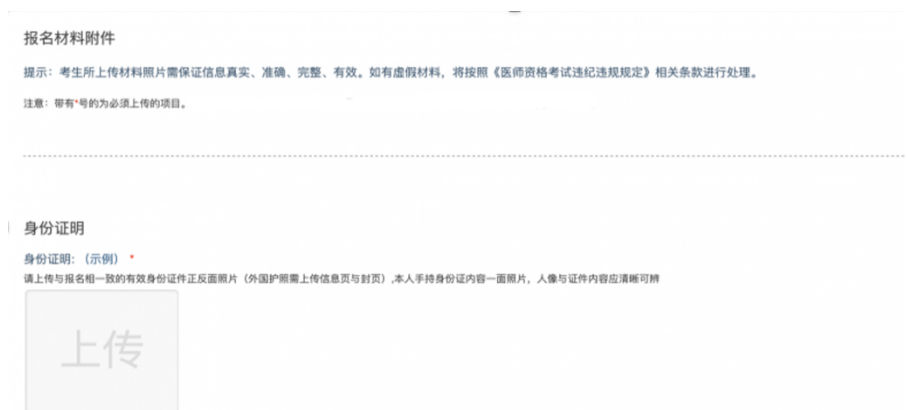 报名材料附件
提示：考生所上传材料照片需保证信息真实、准确、完整、有效。如有虚假材料，将按照《医师资格考试违纪违规规定》相关条款进行处理。
注意：带有*号的为必须上传的项目。
身份证明
身份证明:（示例） *
请上传与报名相一致的有效身份证件正反面照片（外国护照需上传信息页与封页）,本人手持身份证内容一面照片，人像与证件内容应清晰可辨
上传